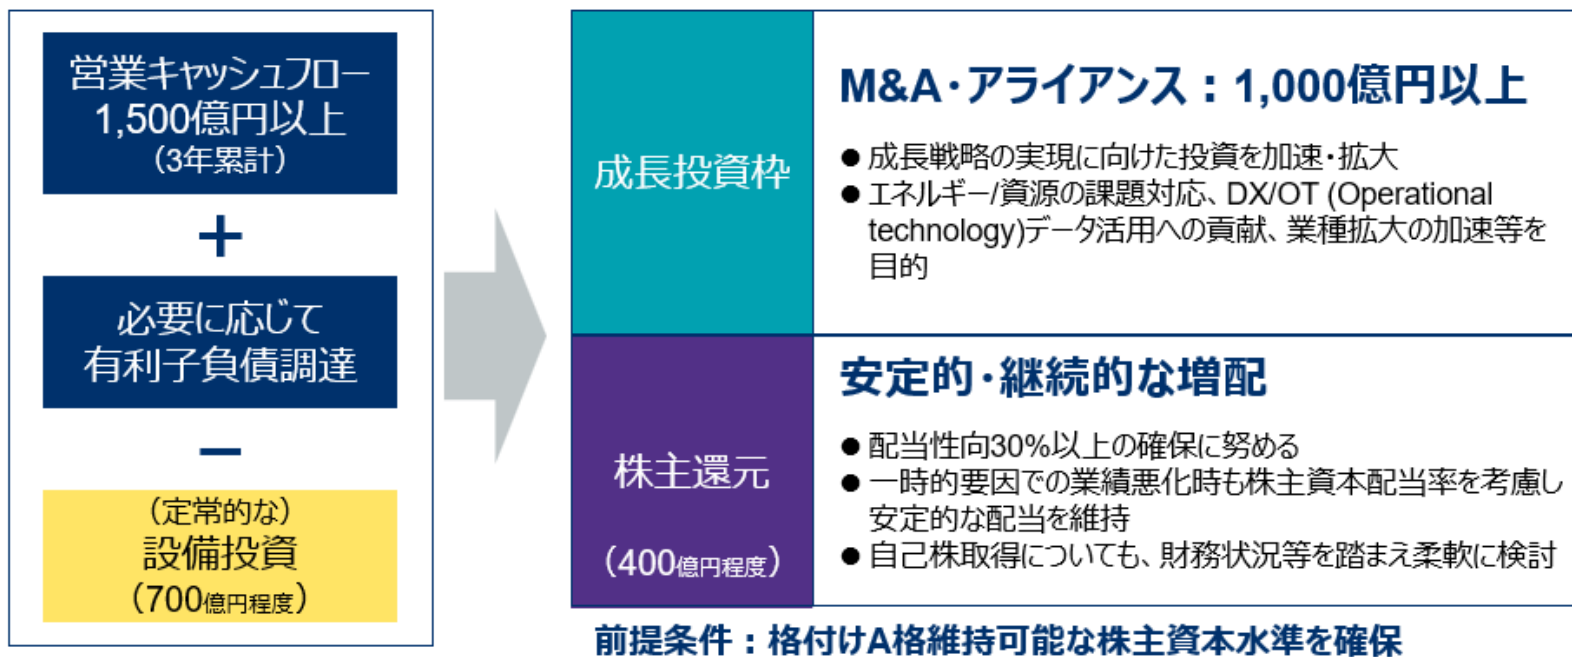 営業キャッシュフロー
1,500億円以上
（3年累計）
＋
必要に応じて
有利子負債調達
－
（定常的な）
設備投資
（700億円程度）
成長投資枠
M&A・アライアンス：1,000億円以上
● 成長戦略の実現に向けた投資を加速・拡大
● エネルギー/資源の課題対応、DX/OT (Operational
technology)データ活用への貢献、業種拡大の加速等を
目的
株主還元
（400億円程度）
安定的・継続的な増配
● 配当性向30%以上の確保に努める
● 一時的要因での業績悪化時も株主資本配当率を考慮し
安定的な配当を維持
● 自己株取得についても、財務状況等を踏まえ柔軟に検討
前提条件：格付けA格維持可能な株主資本水準を確保